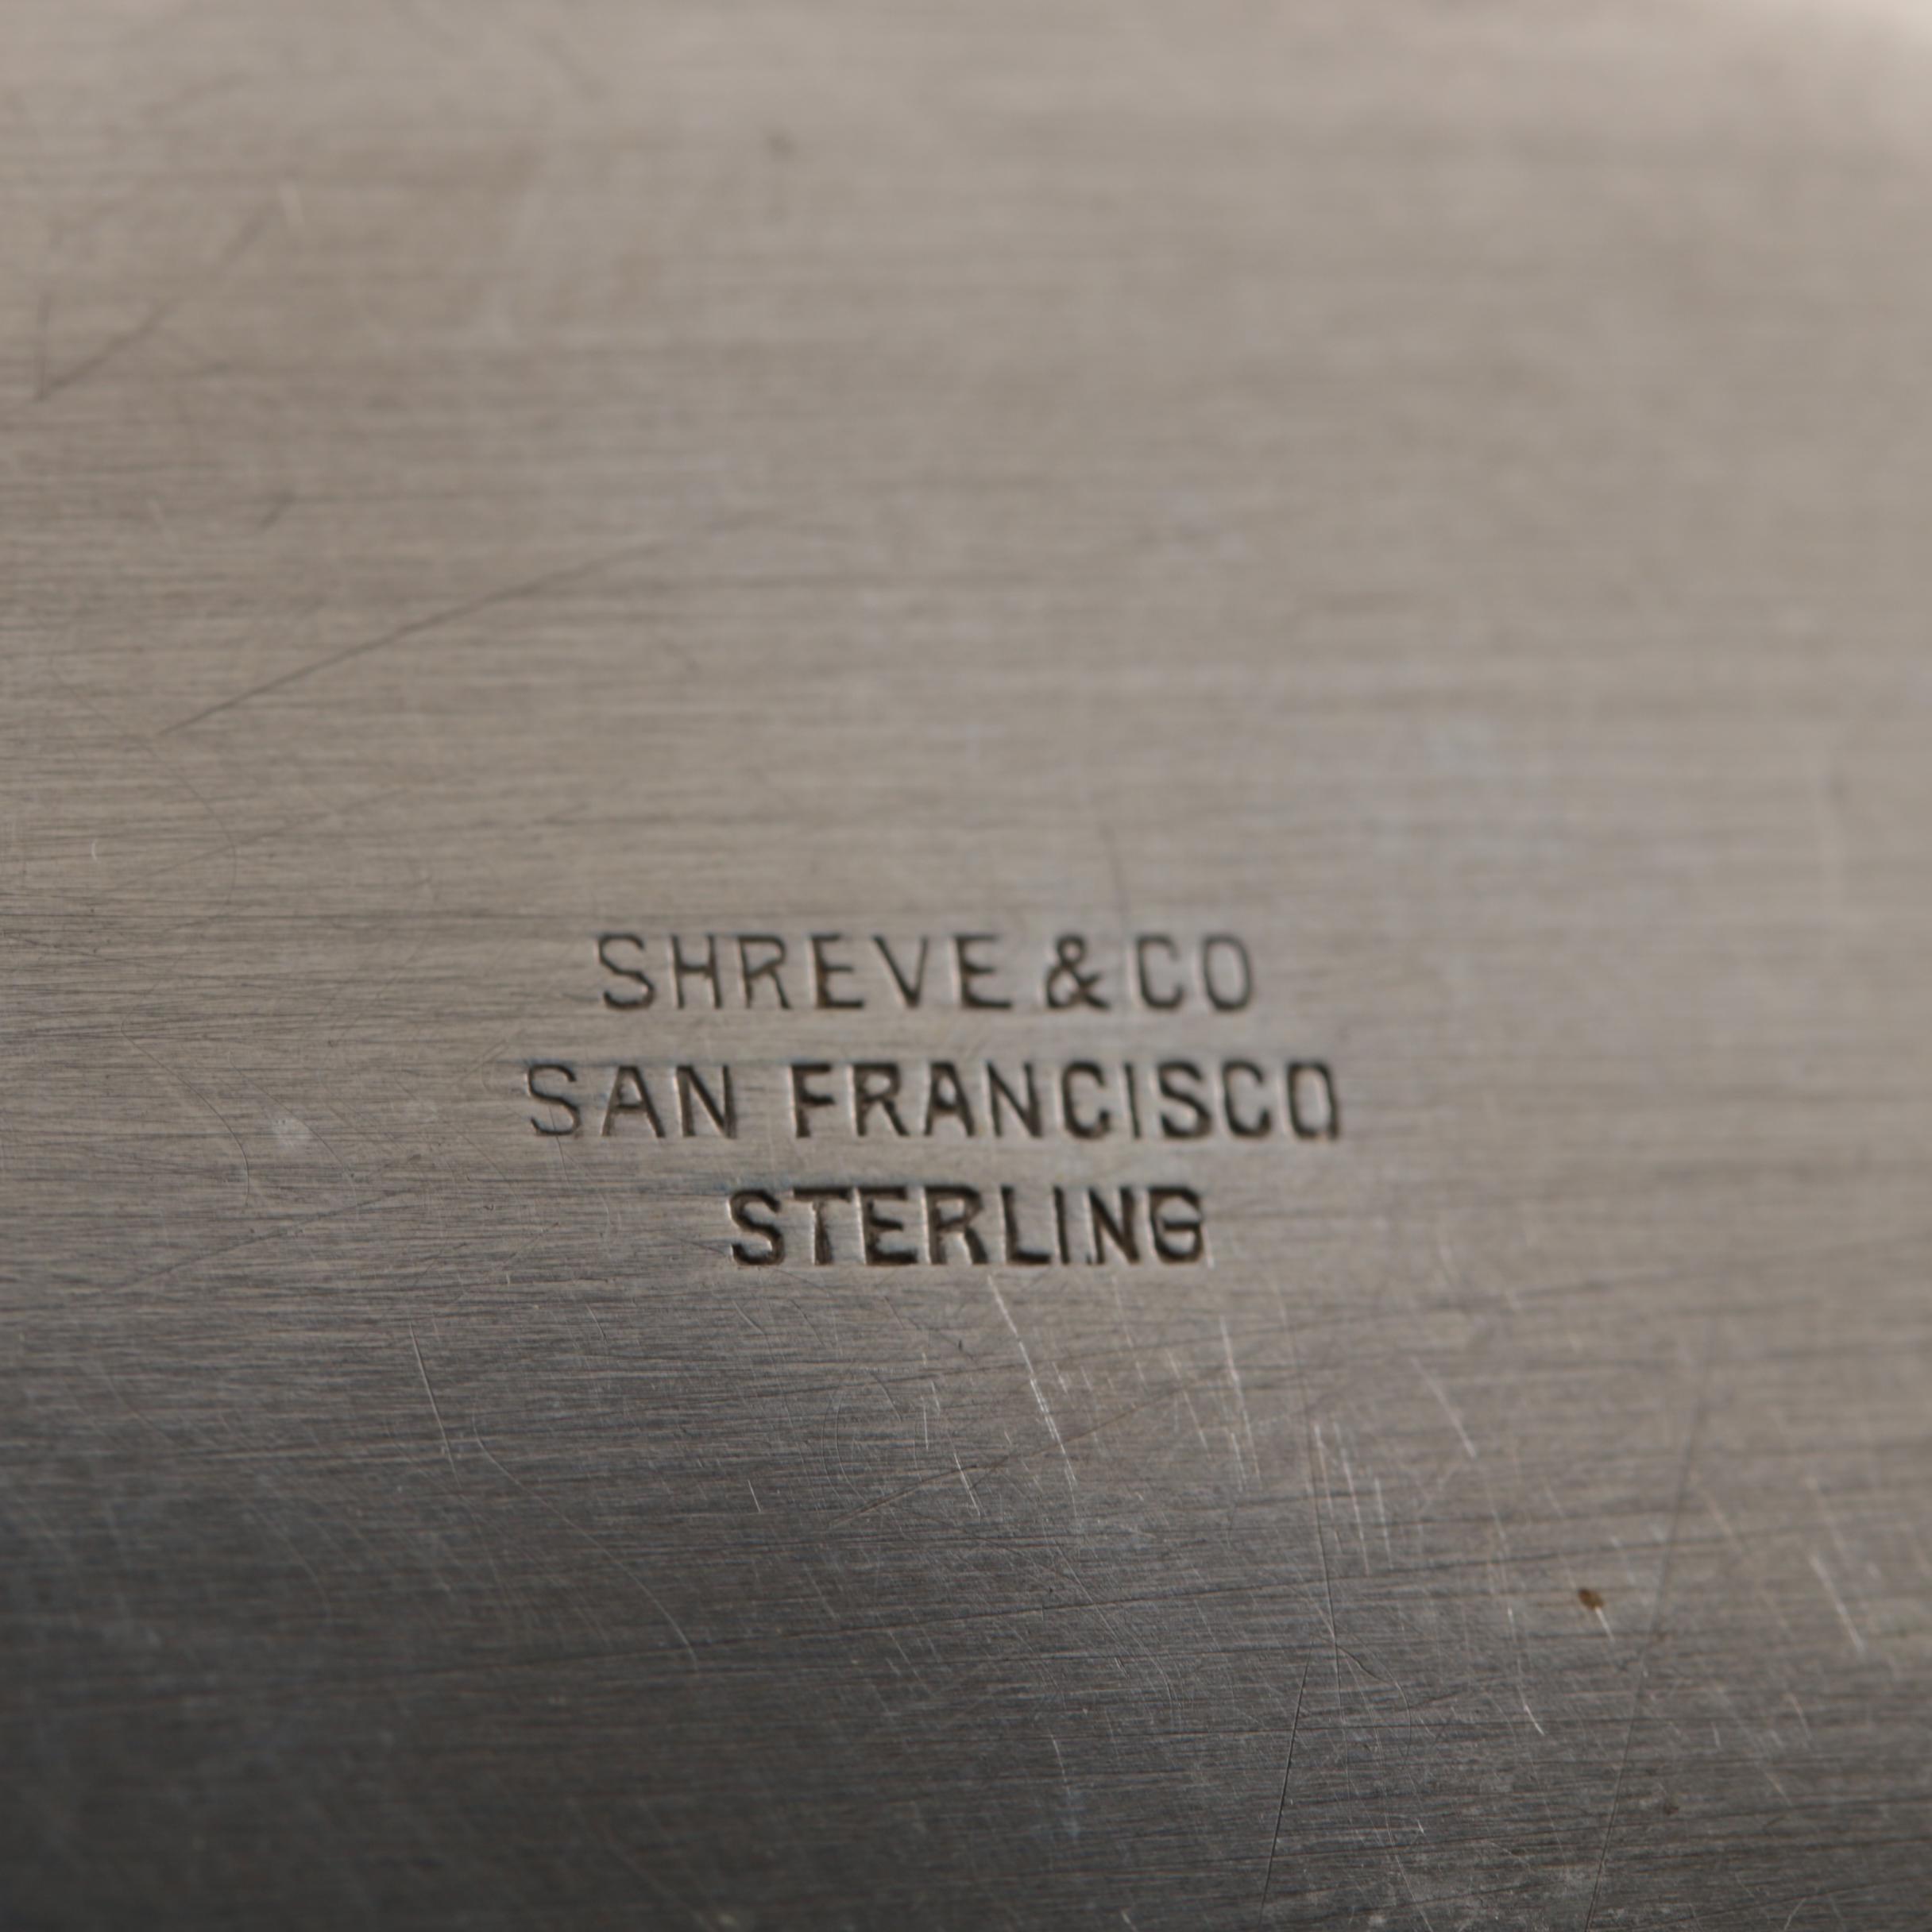 SHREVE & CO
SAN FRANCISCO
STERLING